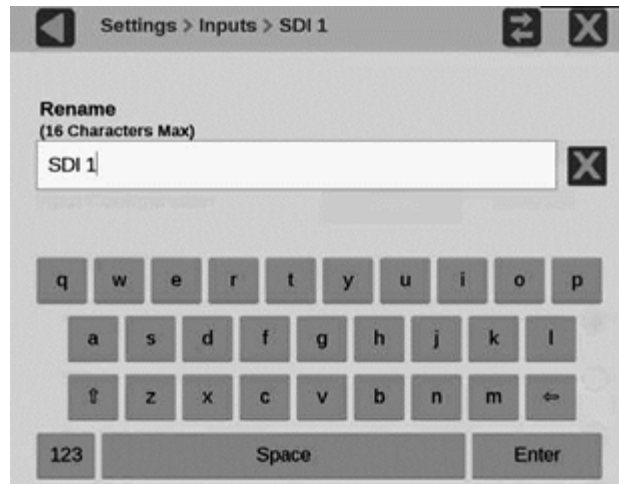 Settings > Inputs > SDI 1
Rename
(16 Characters Max)
SDI 1
q w e r t y u i o p
a s d f g h j k l
⇧ z x c v b n m ⇦
123 Space Enter